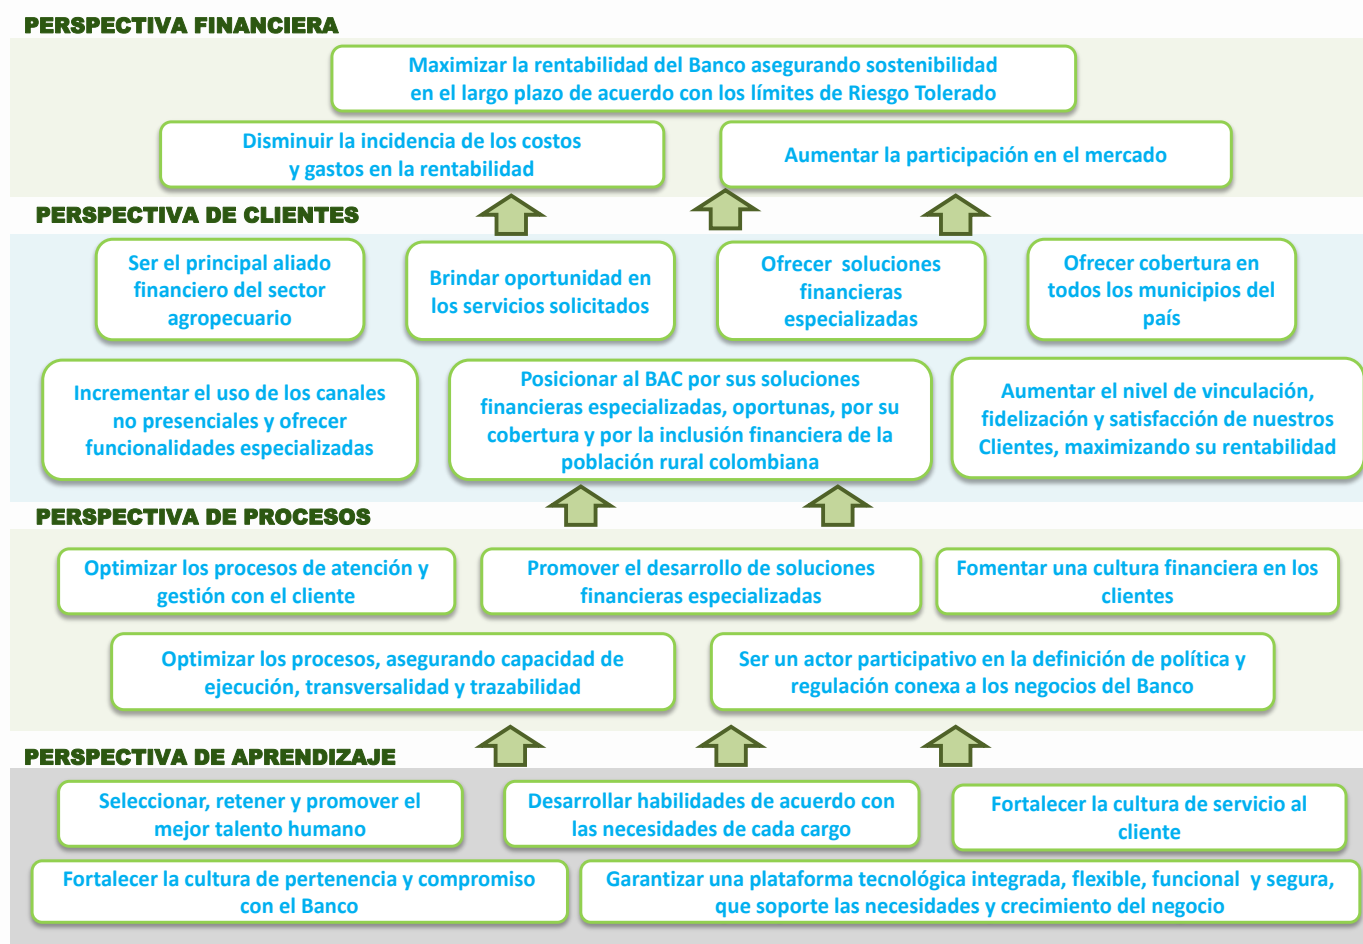 PERSPECTIVA FINANCIERA
Maximizar la rentabilidad del Banco asegurando sostenibilidad
en el largo plazo de acuerdo con los límites de Riesgo Tolerado
Disminuir la incidencia de los costos
y gastos en la rentabilidad
Aumentar la participación en el mercado
PERSPECTIVA DE CLIENTES
Ser el principal aliado
financiero del sector
agropecuario
Brindar oportunidad en
los servicios solicitados
Ofrecer soluciones
financieras
especializadas
Ofrecer cobertura en
todos los municipios del
país
Incrementar el uso de los canales
no presenciales y ofrecer
funcionalidades especializadas
Posicionar al BAC por sus soluciones
financieras especializadas, oportunas, por su
cobertura y por la inclusión financiera de la
población rural colombiana
Aumentar el nivel de vinculación,
fidelización y satisfacción de nuestros
Clientes, maximizando su rentabilidad
PERSPECTIVA DE PROCESOS
Optimizar los procesos de atención y
gestión con el cliente
Promover el desarrollo de soluciones
financieras especializadas
Fomentar una cultura financiera en los
clientes
Optimizar los procesos, asegurando capacidad de
ejecución, transversalidad y trazabilidad
Ser un actor participativo en la definición de política y
regulación conexa a los negocios del Banco
PERSPECTIVA DE APRENDIZAJE
Seleccionar, retener y promover el
mejor talento humano
Desarrollar habilidades de acuerdo con
las necesidades de cada cargo
Fortalecer la cultura de servicio al
cliente
Fortalecer la cultura de pertenencia y compromiso
con el Banco
Garantizar una plataforma tecnológica integrada, flexible, funcional y segura,
que soporte las necesidades y crecimiento del negocio